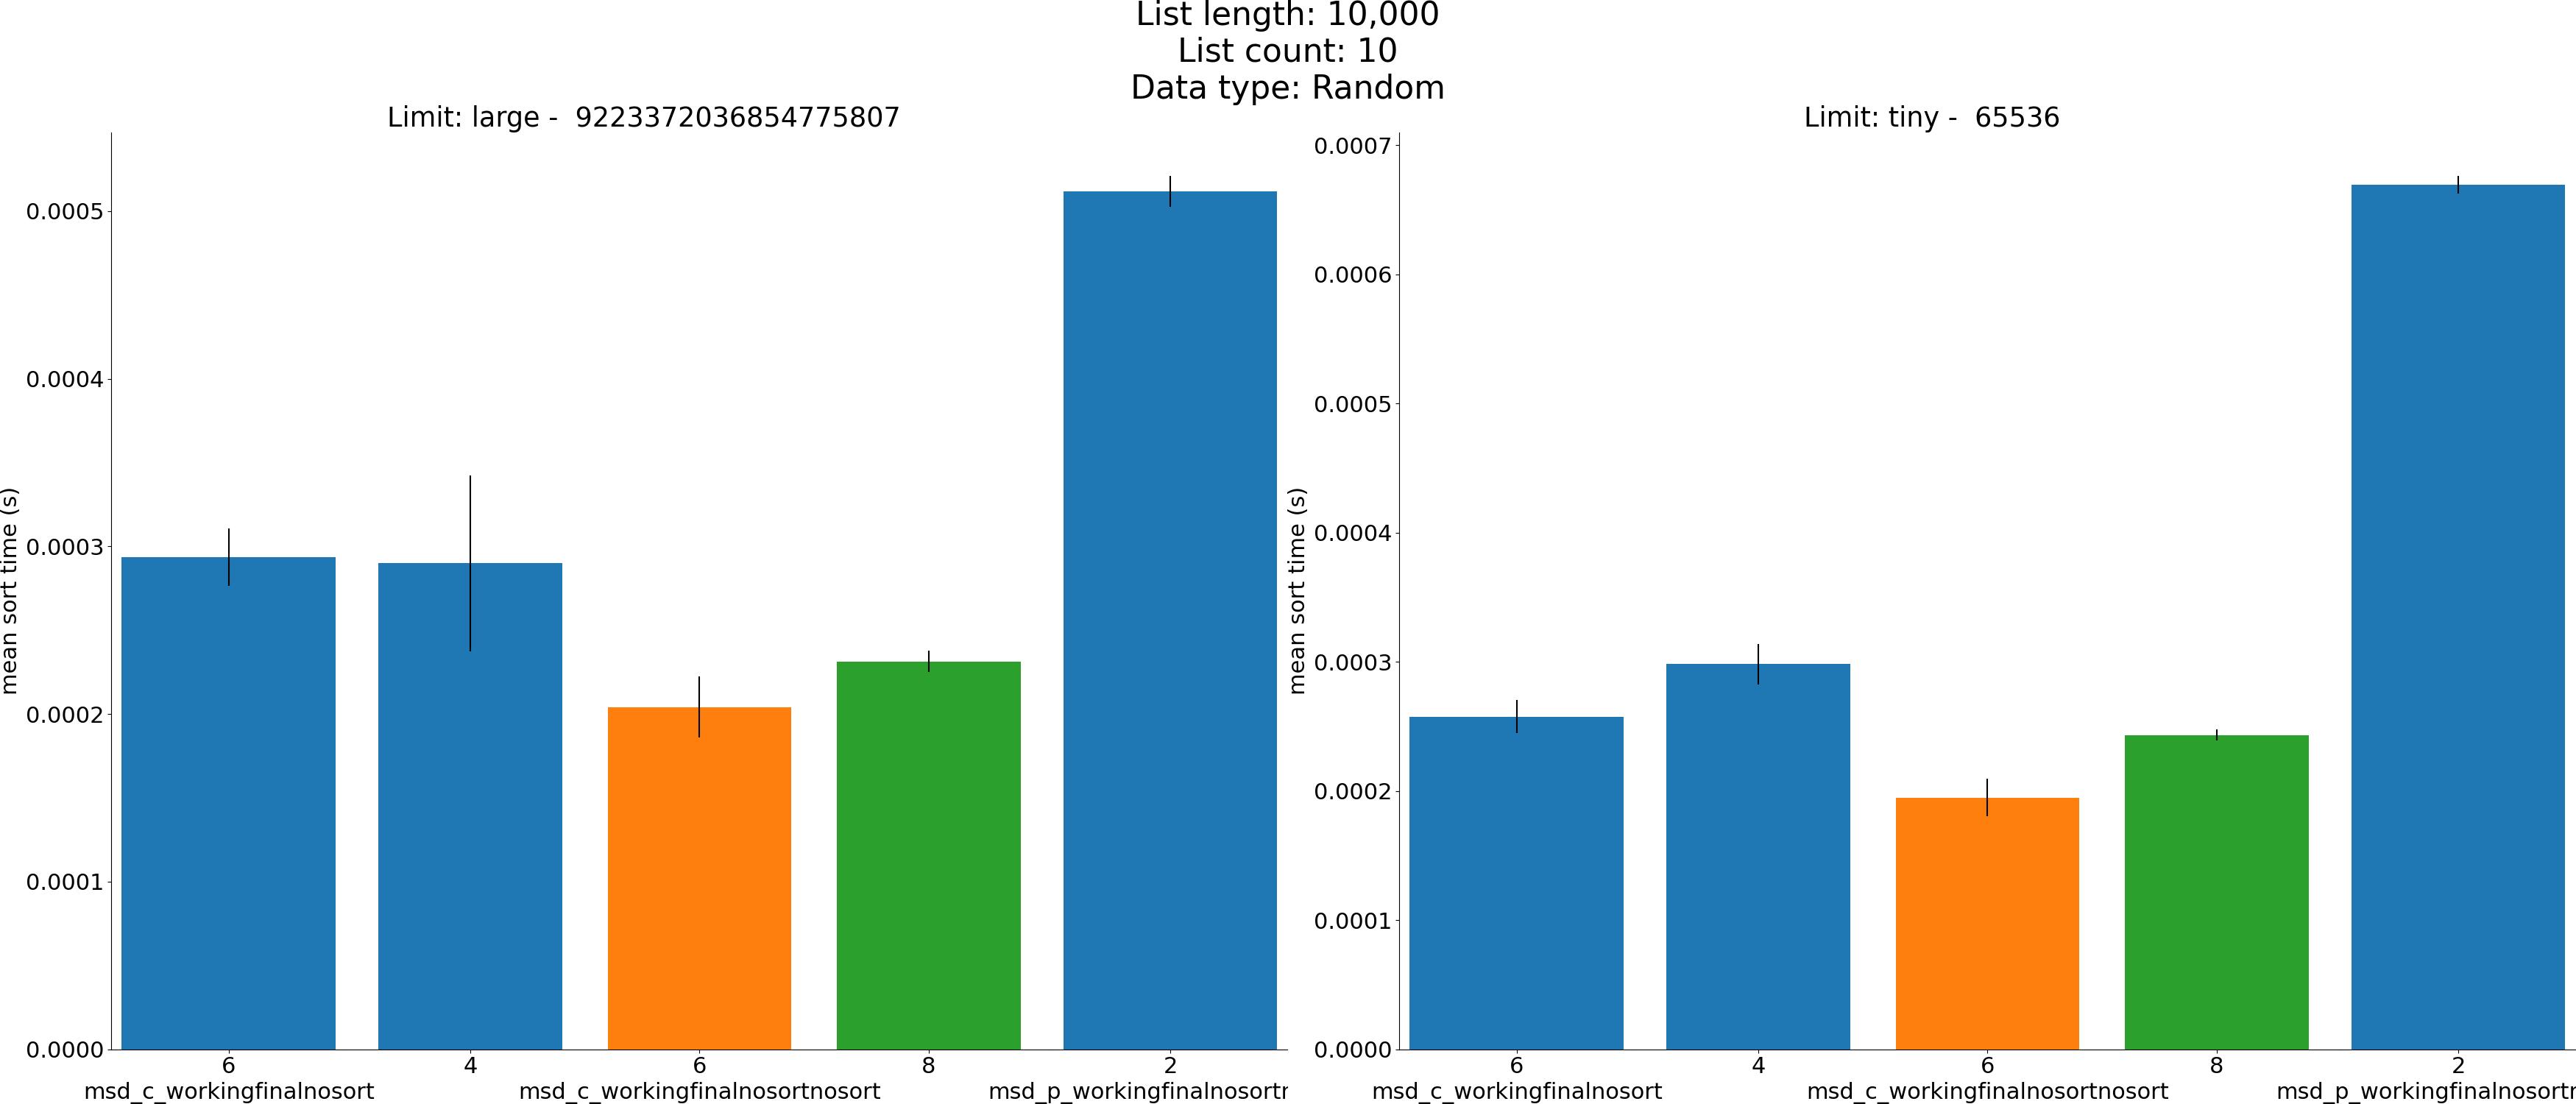 List length: 10,000
List count: 10
Data type: Random
Limit: large -  9223372036854775807
mean sort time (s)
0.0005
0.0004
0.0003
0.0002
0.0001
0.0000
6 4 6 8 2
msd_c_workingfinalnosort msd_c_workingfinalnosortnosort msd_p_workingfinalnosortr
Limit: tiny -  65536
mean sort time (s)
0.0007
0.0006
0.0005
0.0004
0.0003
0.0002
0.0001
0.0000
6 4 6 8 2
msd_c_workingfinalnosort msd_c_workingfinalnosortnosort msd_p_workingfinalnosortr